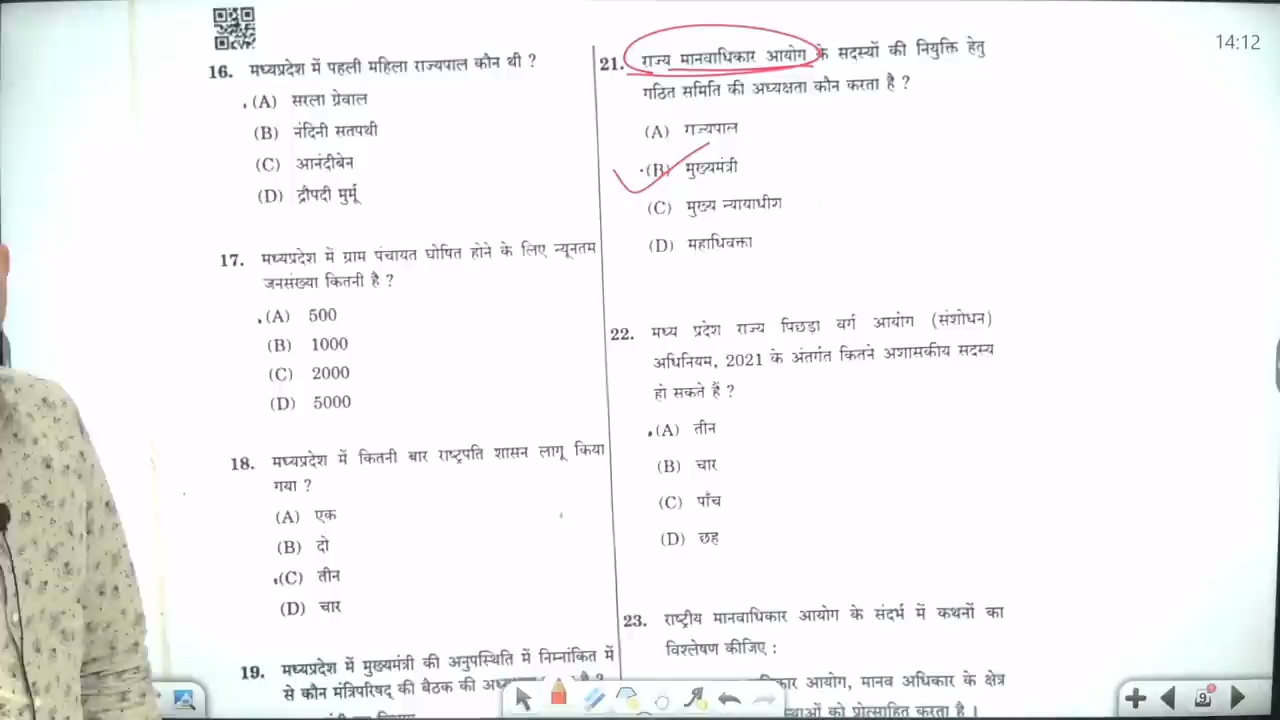 16. मध्यप्रदेश में पहली महिला राज्यपाल कौन थी ?
(A) सरला ग्रेवाल
(B) नंदिनी सतपथी
(C) आनंदीबेन
(D) द्रौपदी मुर्मू
17. मध्यप्रदेश में ग्राम पंचायत घोषित होने के लिए न्यूनतम
जनसंख्या कितनी है ?
(A) 500
(B) 1000
(C) 2000
(D) 5000
18. मध्यप्रदेश में कितनी बार राष्ट्रपति शासन लागू किया
गया ?
(A) एक
(B) दो
(C) तीन
(D) चार
19. मध्यप्रदेश में मुख्यमंत्री की अनुपस्थिति में निम्नांकित में
से कौन मंत्रिपरिषद् की बैठक की
21. राज्य मानवाधिकार आयोग के सदस्यों की नियुक्ति हेतु
गठित समिति की अध्यक्षता कौन करता है ?
(A) राज्यपाल
(B) मुख्यमंत्री
(C) मुख्य न्यायाधीश
(D) महाधिवक्ता
22. मध्य प्रदेश राज्य पिछड़ा वर्ग आयोग (संशोधन)
अधिनियम, 2021 के अंतर्गत कितने अशासकीय सदस्य
हो सकते हैं ?
(A) तीन
(B) चार
(C) पाँच
(D) छह
23. राष्ट्रीय मानवाधिकार आयोग के संदर्भ में कथनों का
विश्लेषण कीजिए :
आयोग, मानव अधिकार के क्षेत्र
को प्रोत्साहित करता है ।
14:12
9